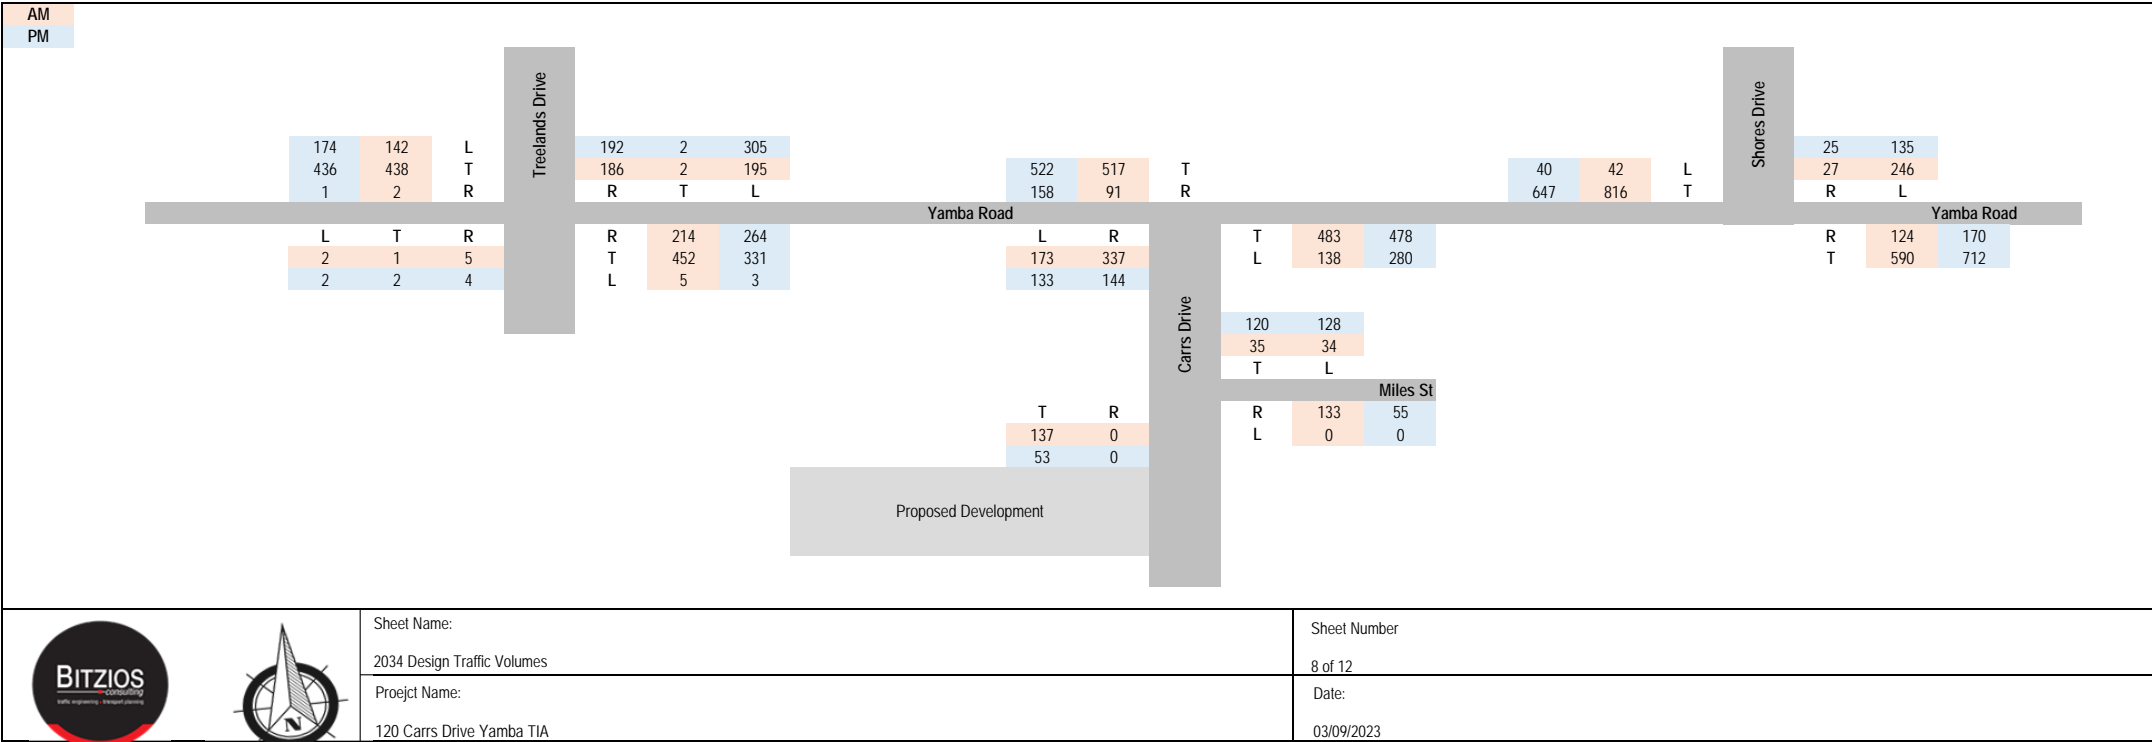 AM
PM
Treelands Drive
Shores Drive
174 142 L 192 2 305 25 135
436 438 T 186 2 195 522 517 T 40 42 L 27 246
1 2 R R T L 158 91 R 647 816 T R L
Yamba Road Yamba Road
L T R R 214 264 L R T 483 478 R 124 170
2 1 5 T 452 331 173 337 L 138 280 T 590 712
2 2 4 L 5 3 133 144
Carrs Drive
120 128
35 34
T L
Miles St
T R R 133 55
137 0 L 0 0
53 0
Proposed Development
Sheet Name:
2034 Design Traffic Volumes
Sheet Number
8 of 12
Proejct Name:
120 Carrs Drive Yamba TIA
Date:
03/09/2023
BITZIOS
consulting
traffic engineering • transport planning
N